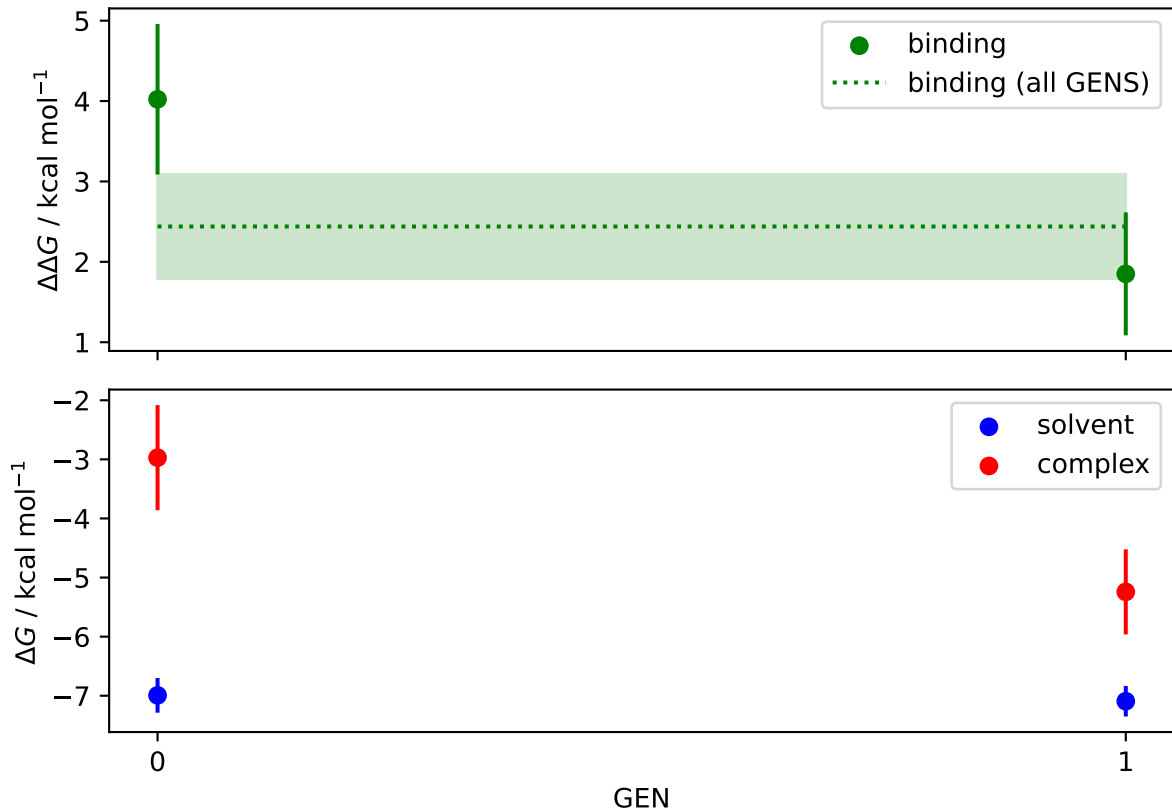 5
4
3
2
1
ΔΔG / kcal mol⁻¹
binding
binding (all GENS)
−2
−3
−4
−5
−6
−7
ΔG / kcal mol⁻¹
solvent
complex
0 1
GEN